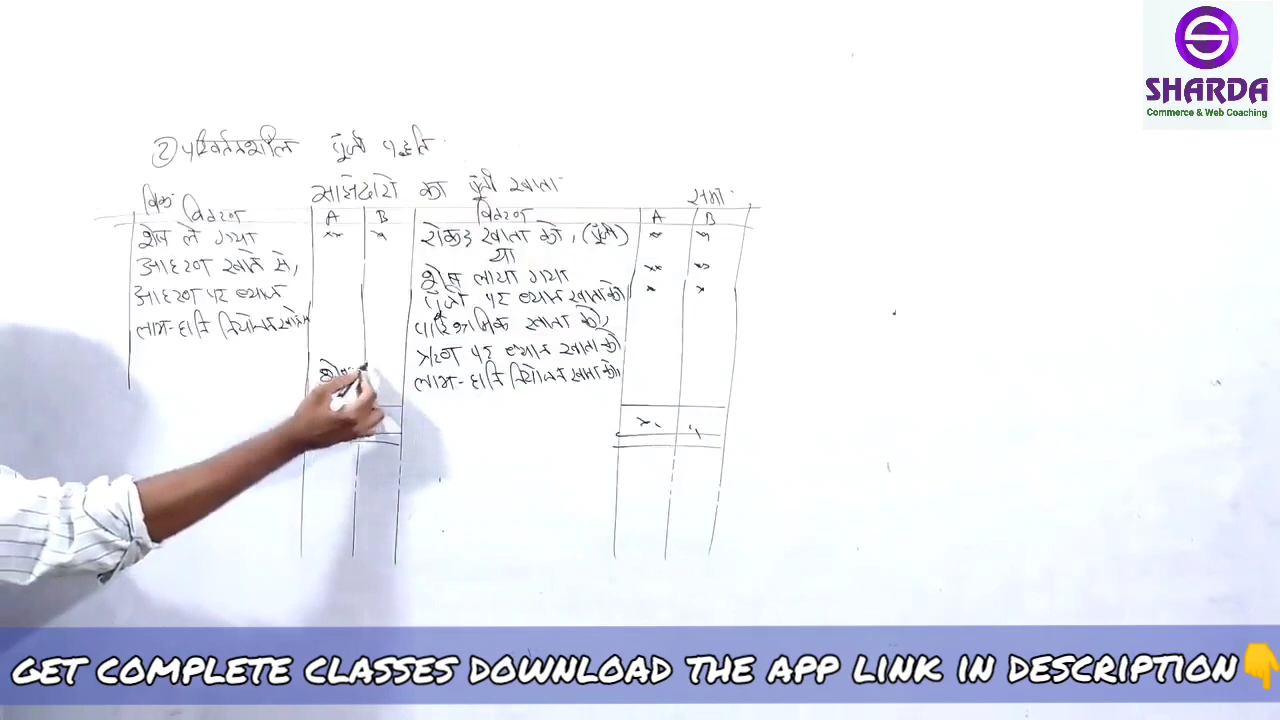 SHARDA
Commerce & Web Coaching
② परिवर्तनशील पूंजी पद्धति
साझेदारो का पूंजी खाता
विवरण A B विवरण A B
शेष ले गया
आहरण खाते से,
आहरण पर ब्याज
लाभ-हानि नियोजन
रोकड़ खाता को, (पूंजी)
या
शेष लाया गया
पूंजी पर ब्याज खाता को
पारिश्रमिक खाता को,
ऋण पर ब्याज खाता को
लाभ-हानि नियोजन खाता को
GET COMPLETE CLASSES DOWNLOAD THE APP LINK IN DESCRIPTION